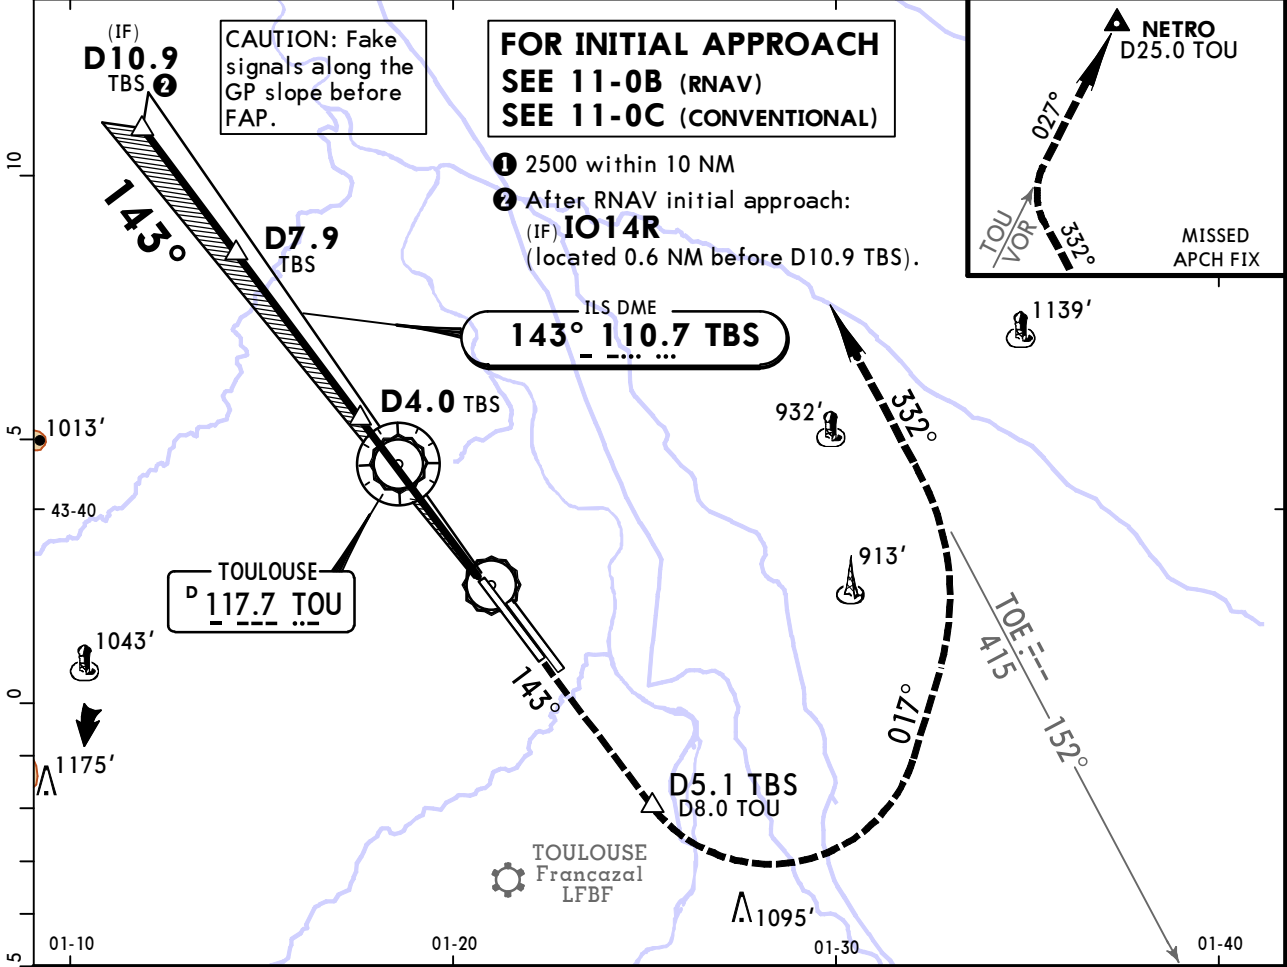 (IF)
D10.9
TBS ❷
CAUTION: Fake
signals along the
GP slope before
FAP.
FOR INITIAL APPROACH
SEE 11-0B (RNAV)
SEE 11-0C (CONVENTIONAL)
❶ 2500 within 10 NM
❷ After RNAV initial approach:
(IF) IO14R
(located 0.6 NM before D10.9 TBS).
NETRO
D25.0 TOU
027°
TOU
VOR
332°
MISSED
APCH FIX
10
143°
D7.9
TBS
ILS DME
143° 110.7 TBS
1139'
D4.0 TBS
932'
332°
5
1013'
43-40
913'
TOULOUSE
D 117.7 TOU
TOE
415
1043'
0
143°
017°
152°
1175'
D5.1 TBS
D8.0 TOU
TOULOUSE
Francazal
LFBF
1095'
5
01-10
01-20
01-30
01-40